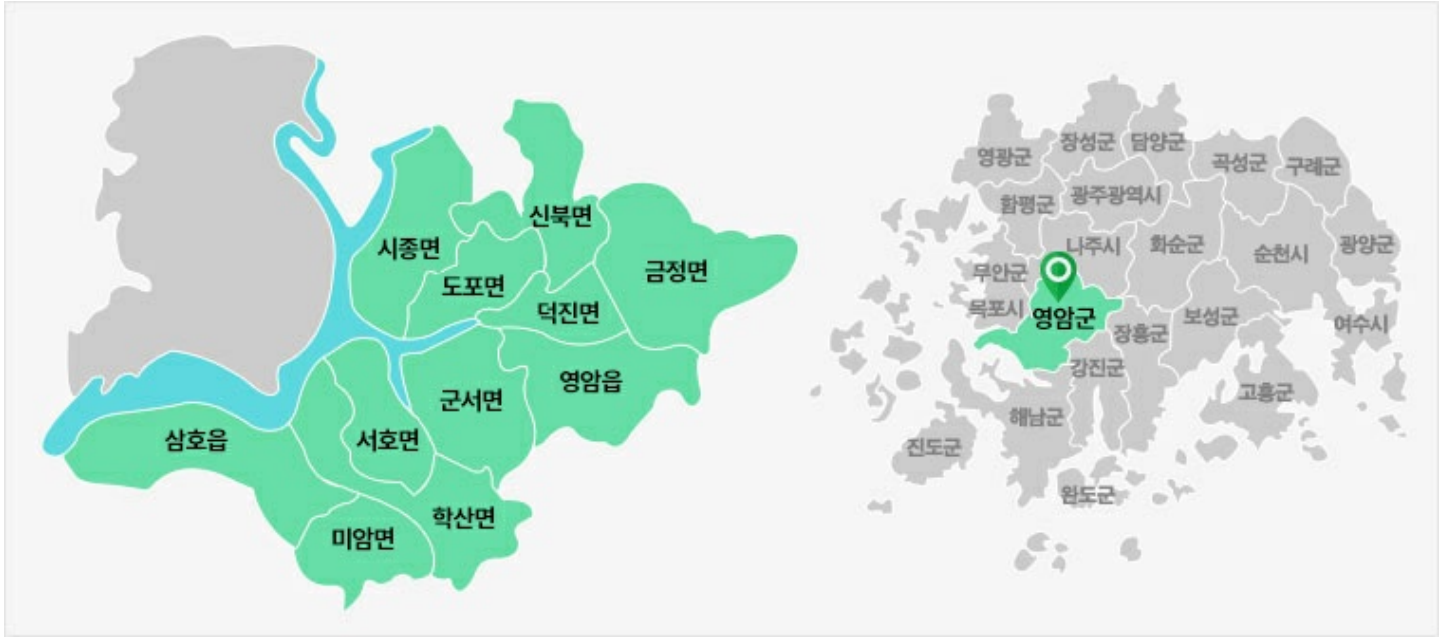 신북면
시종면
금정면
도포면
덕진면
영암읍
군서면
삼호읍
서호면
학산면
미암면
장성군
담양군
영광군
곡성군
구례군
함평군
광주광역시
나주시
화순군
순천시
광양군
무안군
목포시
영암군
장흥군
보성군
여수시
강진군
고흥군
해남군
진도군
완도군